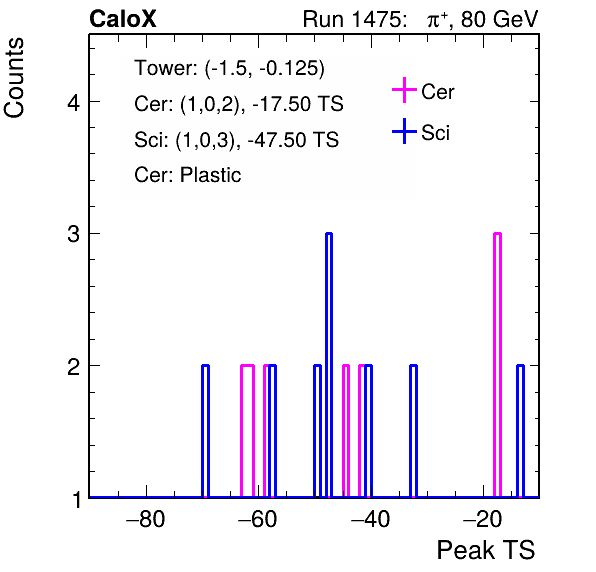 CaloX Run 1475: π⁺, 80 GeV
Counts
Tower: (-1.5, -0.125)
Cer: (1,0,2), -17.50 TS
Sci: (1,0,3), -47.50 TS
Cer: Plastic
Cer
Sci
4
3
2
1
−80 −60 −40 −20
Peak TS